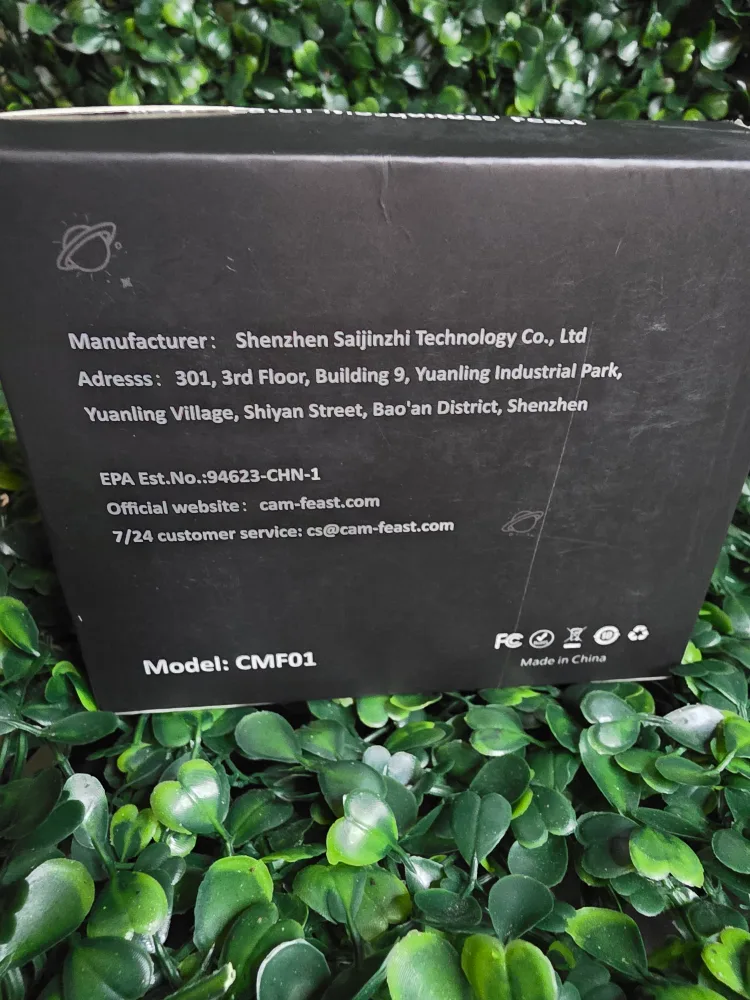 Manufacturer: Shenzhen Saijinzhi Technology Co., Ltd
Adresss: 301, 3rd Floor, Building 9, Yuanling Industrial Park,
Yuanling Village, Shiyan Street, Bao'an District, Shenzhen
EPA Est.No.:94623-CHN-1
Official website: cam-feast.com
7/24 customer service: cs@cam-feast.com
Model: CMF01
FC
Made in China